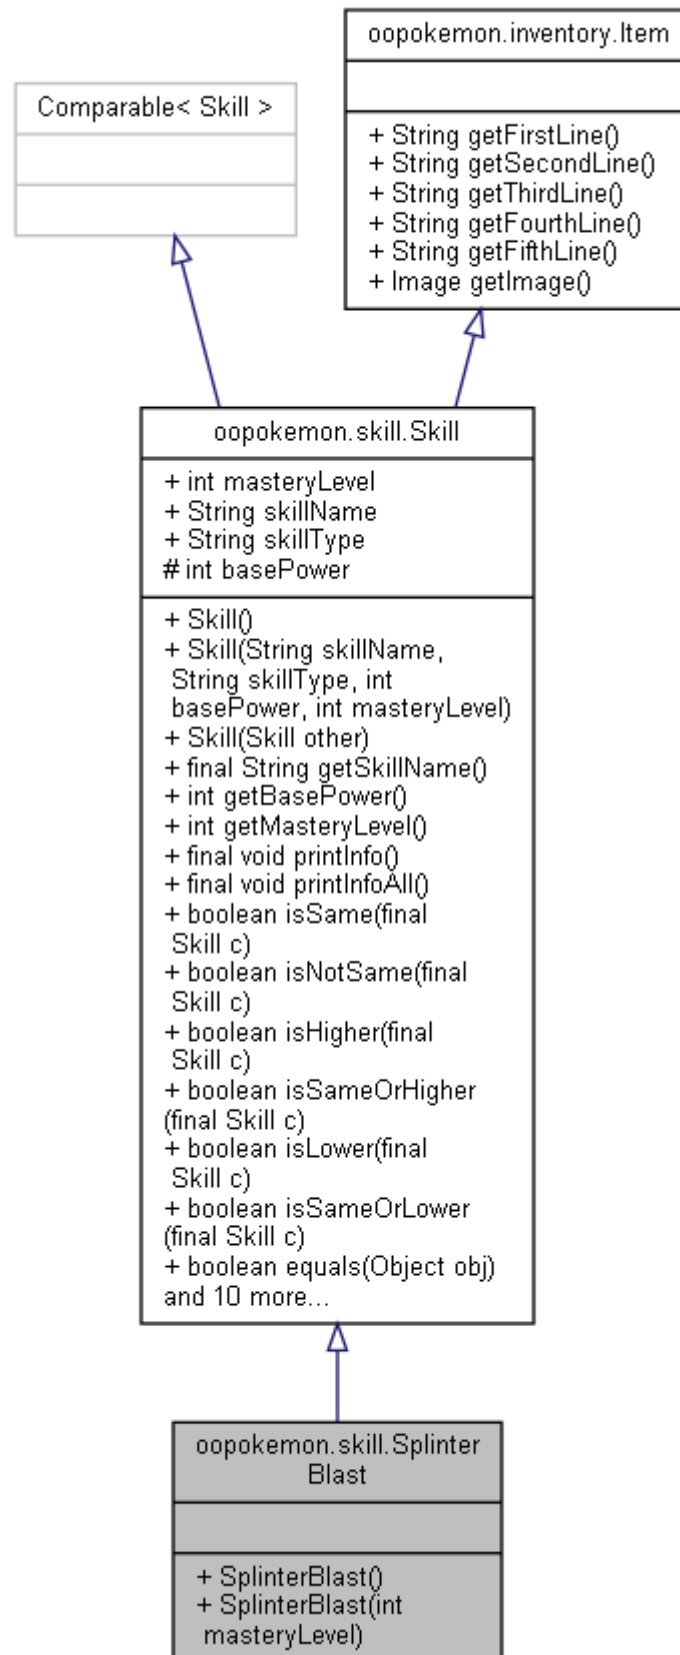 oopokemon.inventory.Item
+ String getFirstLine()
+ String getSecondLine()
+ String getThirdLine()
+ String getFourthLine()
+ String getFifthLine()
+ Image getImage()
Comparable< Skill >
oopokemon.skill.Skill
+ int masteryLevel
+ String skillName
+ String skillType
# int basePower
+ Skill()
+ Skill(String skillName,
String skillType, int
basePower, int masteryLevel)
+ Skill(Skill other)
+ final String getSkillName()
+ int getBasePower()
+ int getMasteryLevel()
+ final void printInfo()
+ final void printInfoAll()
+ boolean isSame(final
Skill c)
+ boolean isNotSame(final
Skill c)
+ boolean isHigher(final
Skill c)
+ boolean isSameOrHigher
(final Skill c)
+ boolean isLower(final
Skill c)
+ boolean isSameOrLower
(final Skill c)
+ boolean equals(Object obj)
and 10 more...
oopokemon.skill.Splinter
Blast
+ SplinterBlast()
+ SplinterBlast(int
masteryLevel)